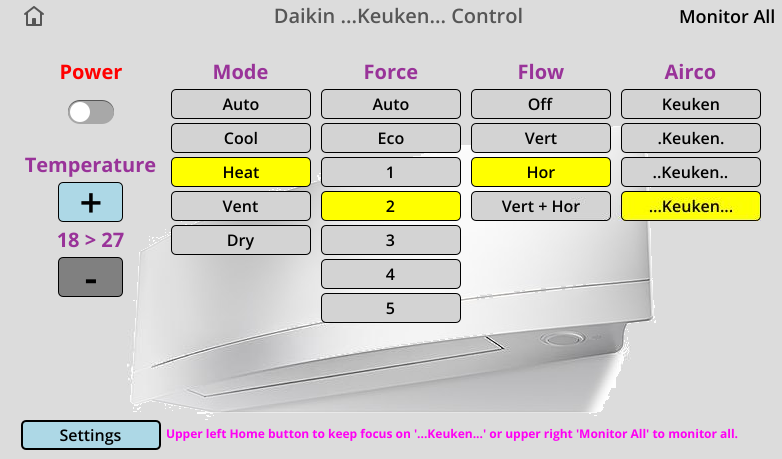 Daikin ...Keuken... Control
Monitor All
Power
Mode
Force
Flow
Airco
Auto
Auto
Off
Keuken
Cool
Eco
Vert
.Keuken.
Temperature
Heat
1
Hor
..Keuken..
+
Vent
2
Vert + Hor
...Keuken...
18 > 27
Dry
3
-
4
5
Settings
Upper left Home button to keep focus on '...Keuken...' or upper right 'Monitor All' to monitor all.